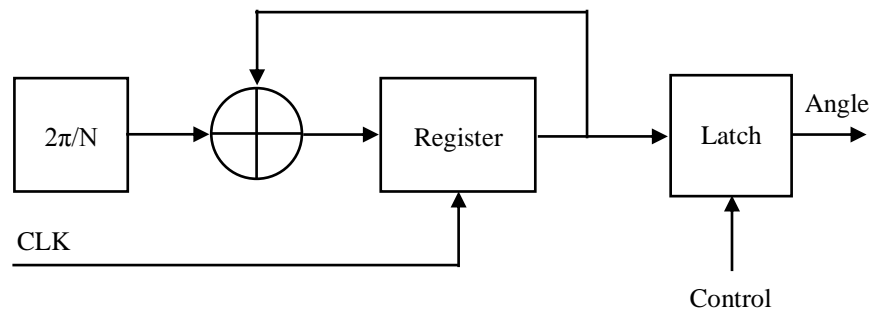 2π/N
Register
Latch
Angle
CLK
Control